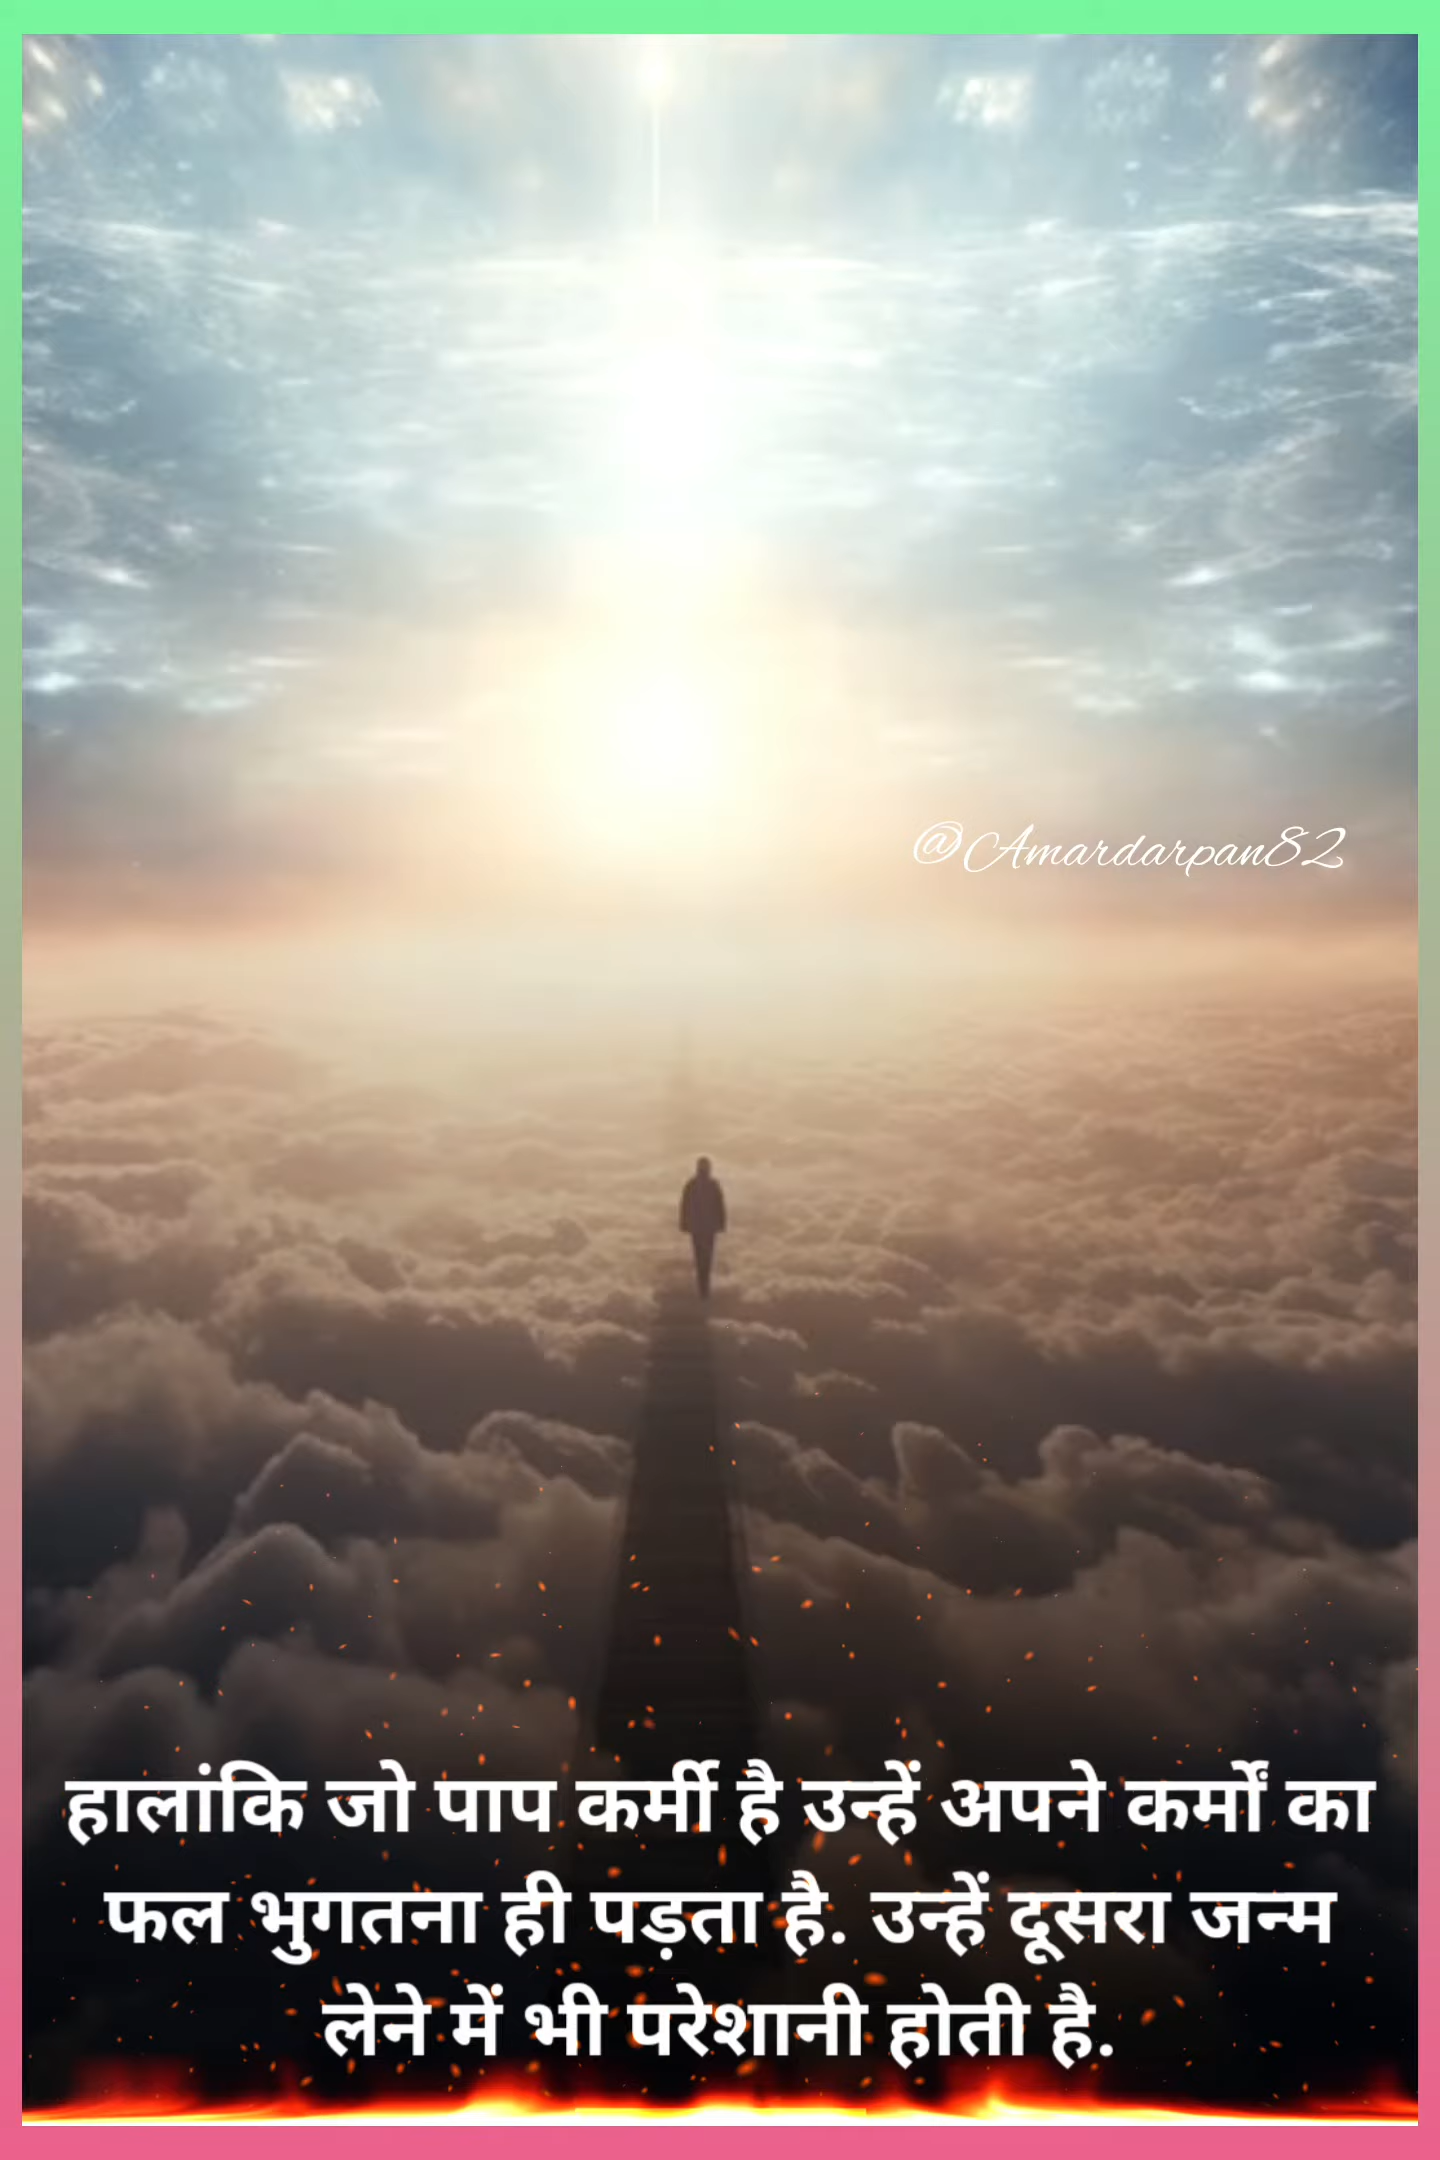 @Amardarpan82
हालांकि जो पाप कर्मी है उन्हें अपने कर्मों का
फल भुगतना ही पड़ता है. उन्हें दूसरा जन्म
लेने में भी परेशानी होती है.